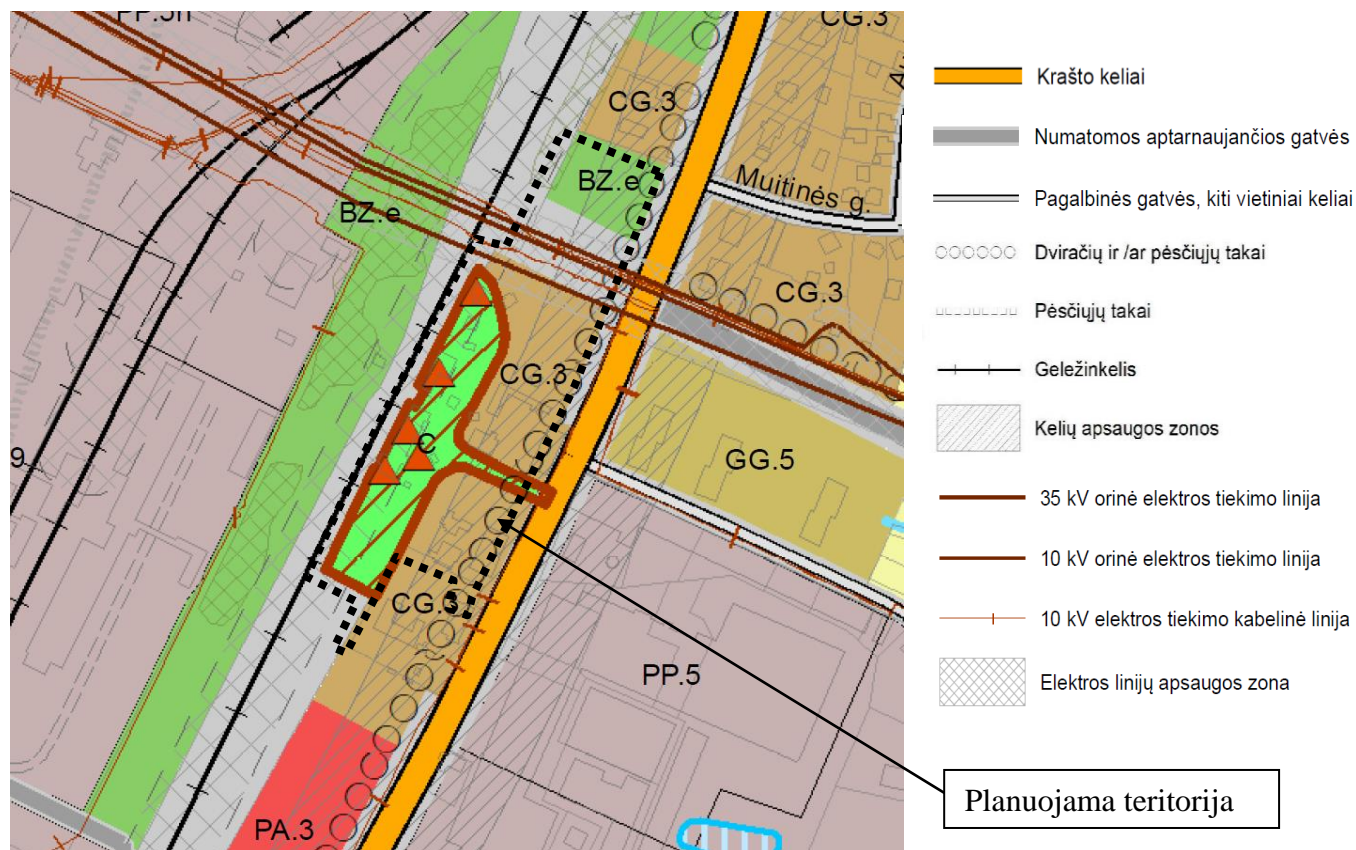 CG.3
CG.3
BZ.e
BZ.e
Muitinės g.
CG.3
CG.3
C
GG.5
9
CG.3
PP.5
PA.3
Krašto keliai
Numatomos aptarnaujančios gatvės
Pagalbinės gatvės, kiti vietiniai keliai
Dviračių ir /ar pėsčiųjų takai
Pėsčiųjų takai
Geležinkelis
Kelių apsaugos zonos
35 kV orinė elektros tiekimo linija
10 kV orinė elektros tiekimo linija
10 kV elektros tiekimo kabelinė linija
Elektros linijų apsaugos zona
Planuojama teritorija